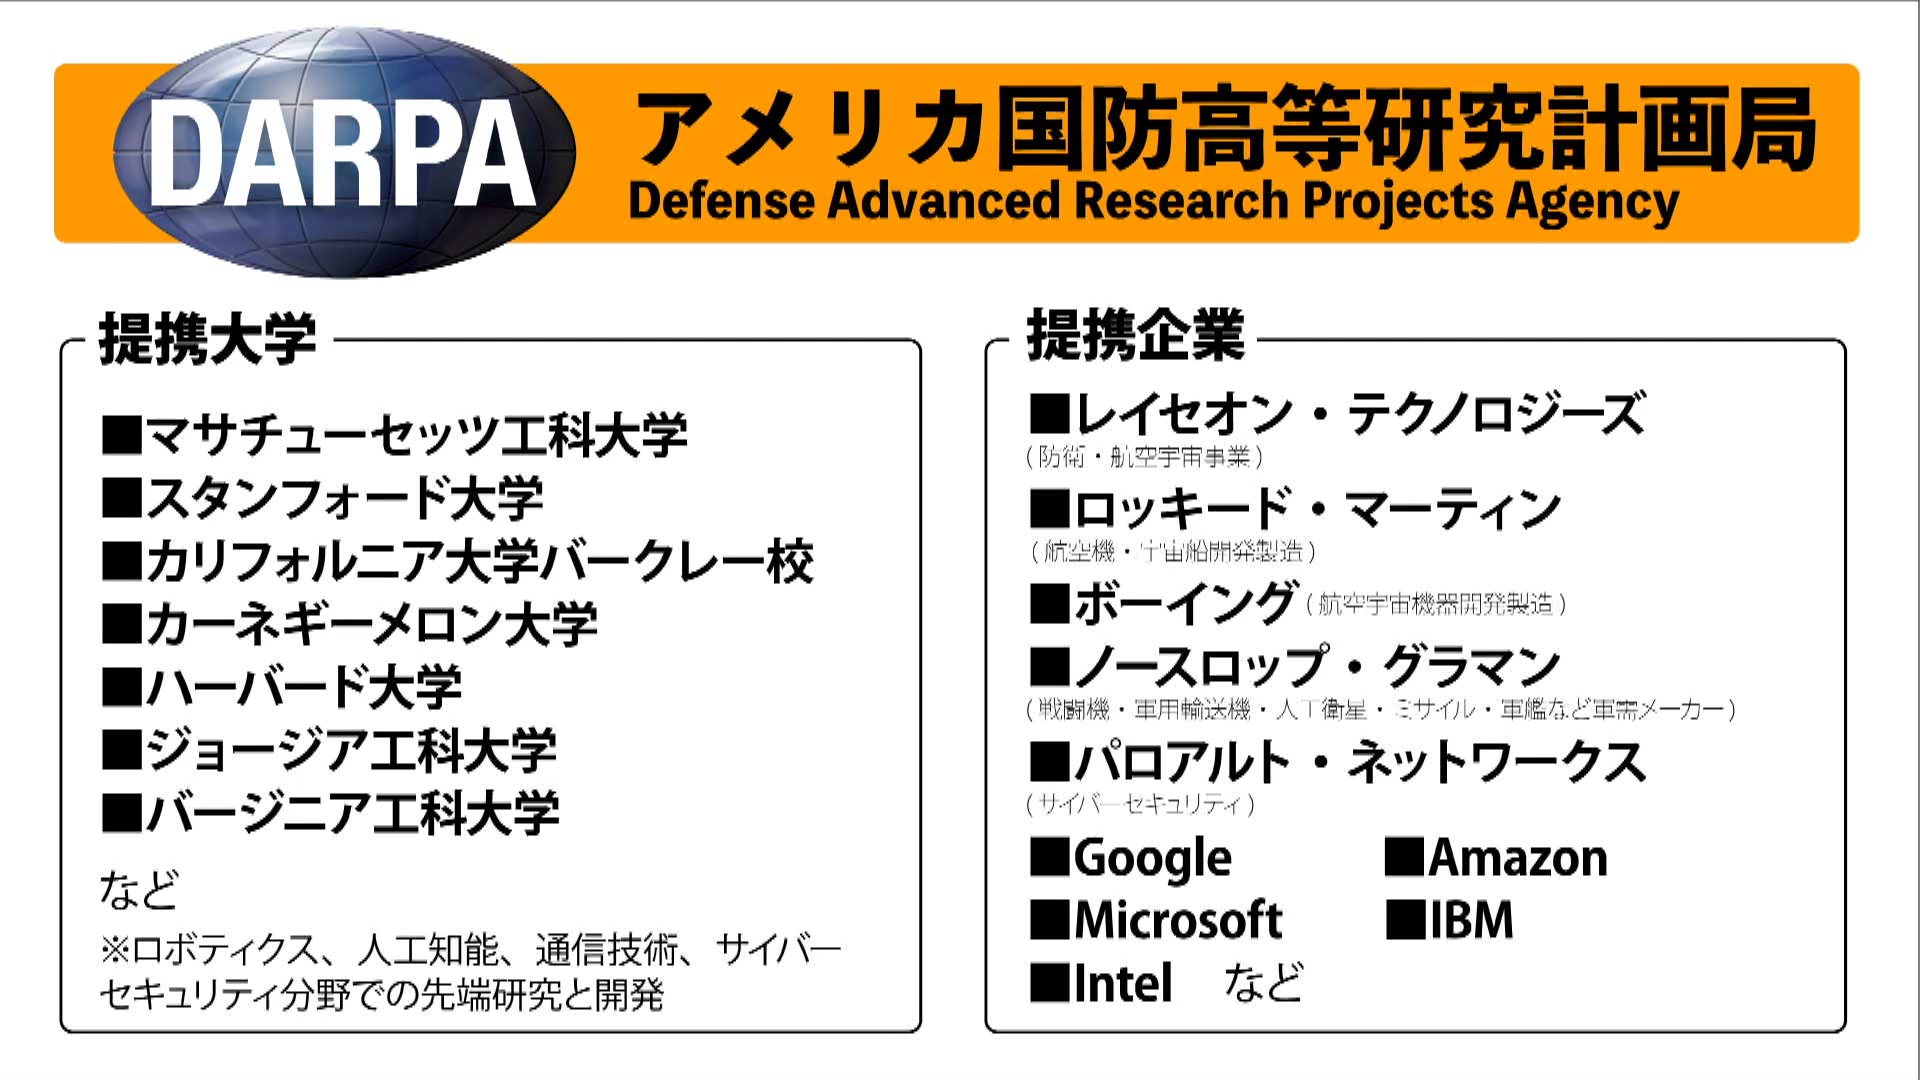 DARPA
アメリカ国防高等研究計画局
Defense Advanced Research Projects Agency
提携大学
■マサチューセッツ工科大学
■スタンフォード大学
■カリフォルニア大学バークレー校
■カーネギーメロン大学
■ハーバード大学
■ジョージア工科大学
■バージニア工科大学
など
※ロボティクス、人工知能、通信技術、サイバー
セキュリティ分野での先端研究と開発
提携企業
■レイセオン・テクノロジーズ
(防衛・航空宇宙事業)
■ロッキード・マーティン
(航空機・宇宙船開発製造)
■ボーイング(航空宇宙機器開発製造)
■ノースロップ・グラマン
(戦闘機・軍用輸送機・人工衛星・ミサイル・軍艦など軍需メーカー)
■パロアルト・ネットワークス
(サイバーセキュリティ)
■Google ■Amazon
■Microsoft ■IBM
■Intel など